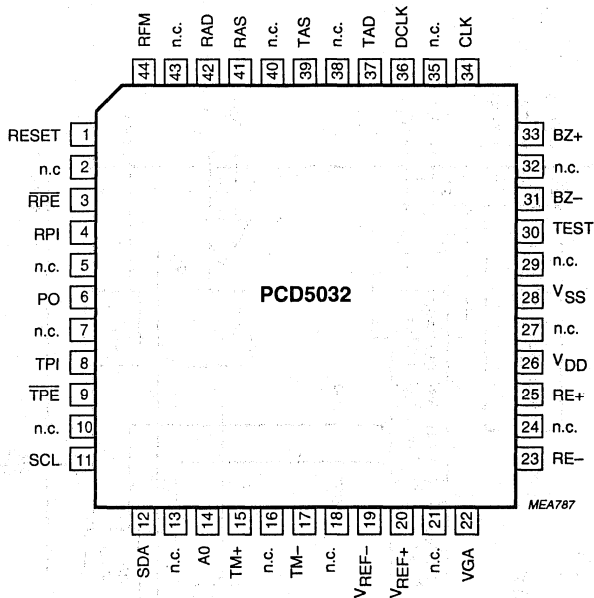 RFM n.c. RAD RAS n.c. TAS n.c. TAD DCLK n.c. CLK
44 43 42 41 40 39 38 37 36 35 34
RESET 1
n.c 2
R̅P̅E̅ 3
RPI 4
n.c. 5
PO 6
n.c. 7
TPI 8
T̅P̅E̅ 9
n.c. 10
SCL 11
PCD5032
33 BZ+
32 n.c.
31 BZ–
30 TEST
29 n.c.
28 VSS
27 n.c.
26 VDD
25 RE+
24 n.c.
23 RE–
MEA787
12 13 14 15 16 17 18 19 20 21 22
SDA n.c. A0 TM+ n.c. TM– n.c. VREF– VREF+ n.c. VGA